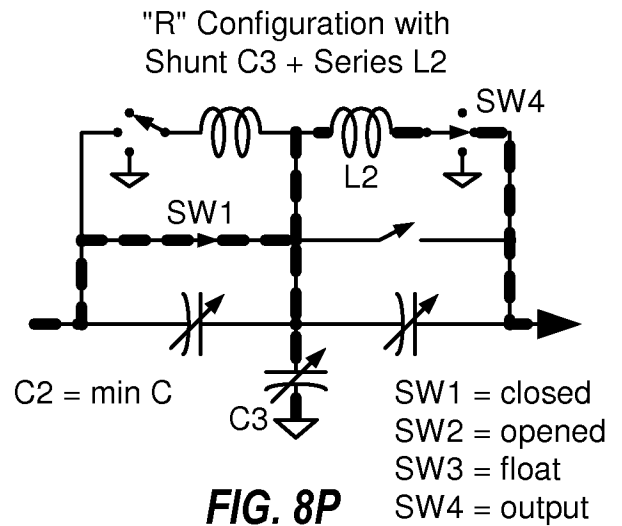 "R" Configuration with
Shunt C3 + Series L2
SW4
L2
SW1
C2 = min C
C3
SW1 = closed
SW2 = opened
SW3 = float
SW4 = output
FIG. 8P